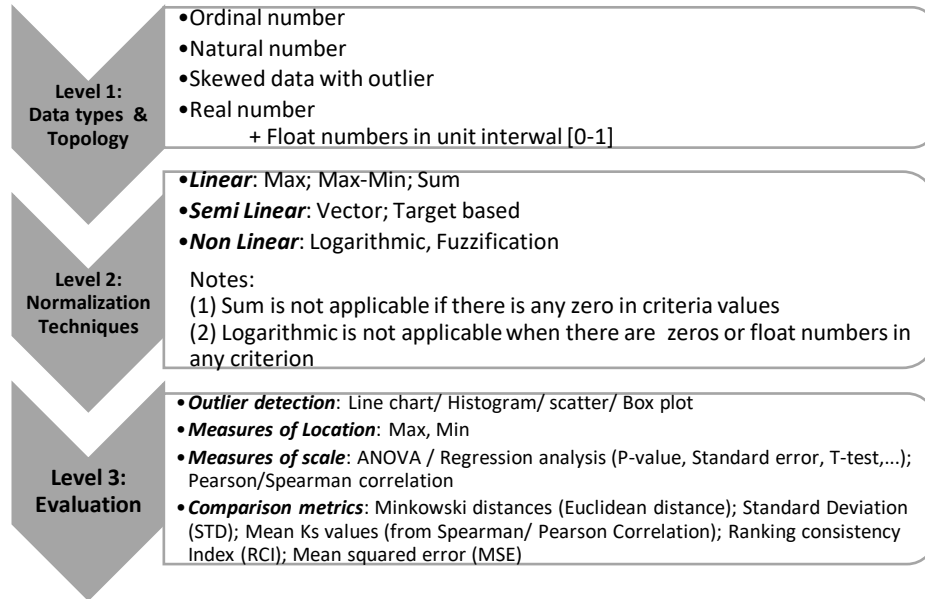 Level 1:
Data types &
Topology
•Ordinal number
•Natural number
•Skewed data with outlier
•Real number
+ Float numbers in unit interwal [0-1]
Level 2:
Normalization
Techniques
•Linear: Max; Max-Min; Sum
•Semi Linear: Vector; Target based
•Non Linear: Logarithmic, Fuzzification
Notes:
(1) Sum is not applicable if there is any zero in criteria values
(2) Logarithmic is not applicable when there are zeros or float numbers in
any criterion
Level 3:
Evaluation
•Outlier detection: Line chart/ Histogram/ scatter/ Box plot
•Measures of Location: Max, Min
•Measures of scale: ANOVA / Regression analysis (P-value, Standard error, T-test,...);
Pearson/Spearman correlation
•Comparison metrics: Minkowski distances (Euclidean distance); Standard Deviation
(STD); Mean Ks values (from Spearman/ Pearson Correlation); Ranking consistency
Index (RCI); Mean squared error (MSE)